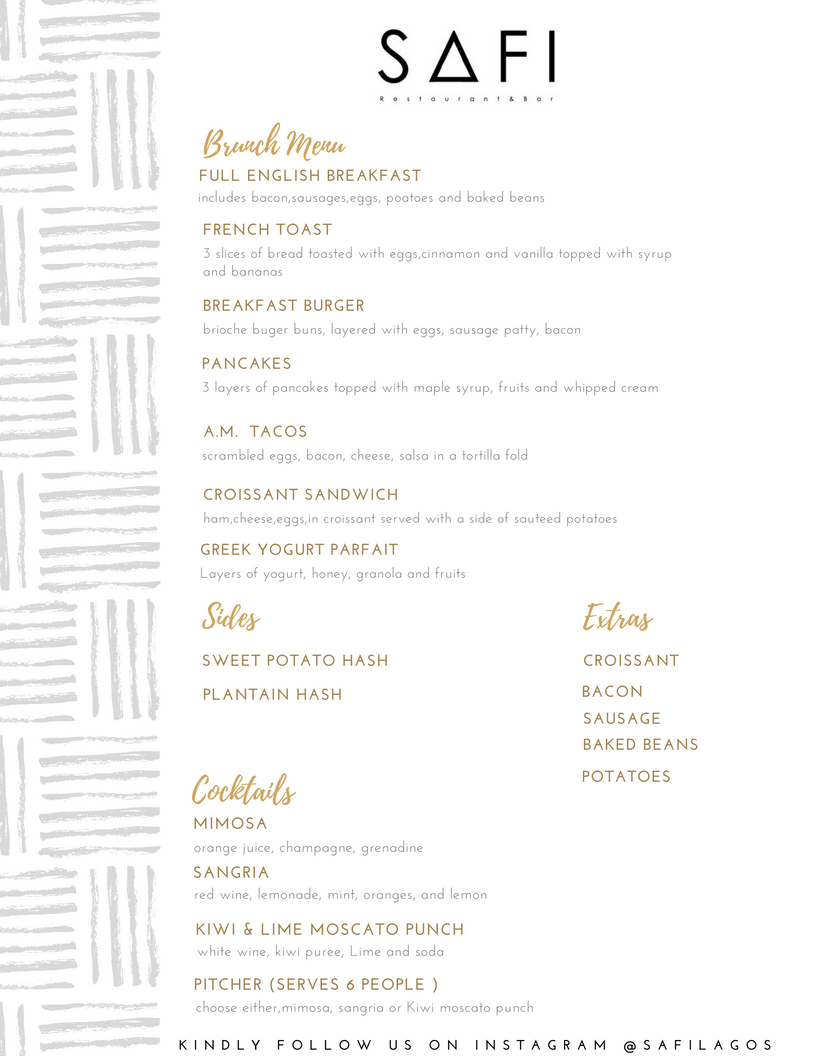 SAFI
Restaurant&Bar
Brunch Menu
FULL ENGLISH BREAKFAST
includes bacon,sausages,eggs, poatoes and baked beans
FRENCH TOAST
3 slices of bread toasted with eggs,cinnamon and vanilla topped with syrup
and bananas
BREAKFAST BURGER
brioche buger buns, layered with eggs, sausage patty, bacon
PANCAKES
3 layers of pancakes topped with maple syrup, fruits and whipped cream
A.M. TACOS
scrambled eggs, bacon, cheese, salsa in a tortilla fold
CROISSANT SANDWICH
ham,cheese,eggs,in croissant served with a side of sauteed potatoes
GREEK YOGURT PARFAIT
Layers of yogurt, honey, granola and fruits
Sides
SWEET POTATO HASH
PLANTAIN HASH
Extras
CROISSANT
BACON
SAUSAGE
BAKED BEANS
POTATOES
Cocktails
MIMOSA
orange juice, champagne, grenadine
SANGRIA
red wine, lemonade, mint, oranges, and lemon
KIWI & LIME MOSCATO PUNCH
white wine, kiwi puree, Lime and soda
PITCHER (SERVES 6 PEOPLE )
choose either,mimosa, sangria or Kiwi moscato punch
KINDLY FOLLOW US ON INSTAGRAM @SAFILAGOS